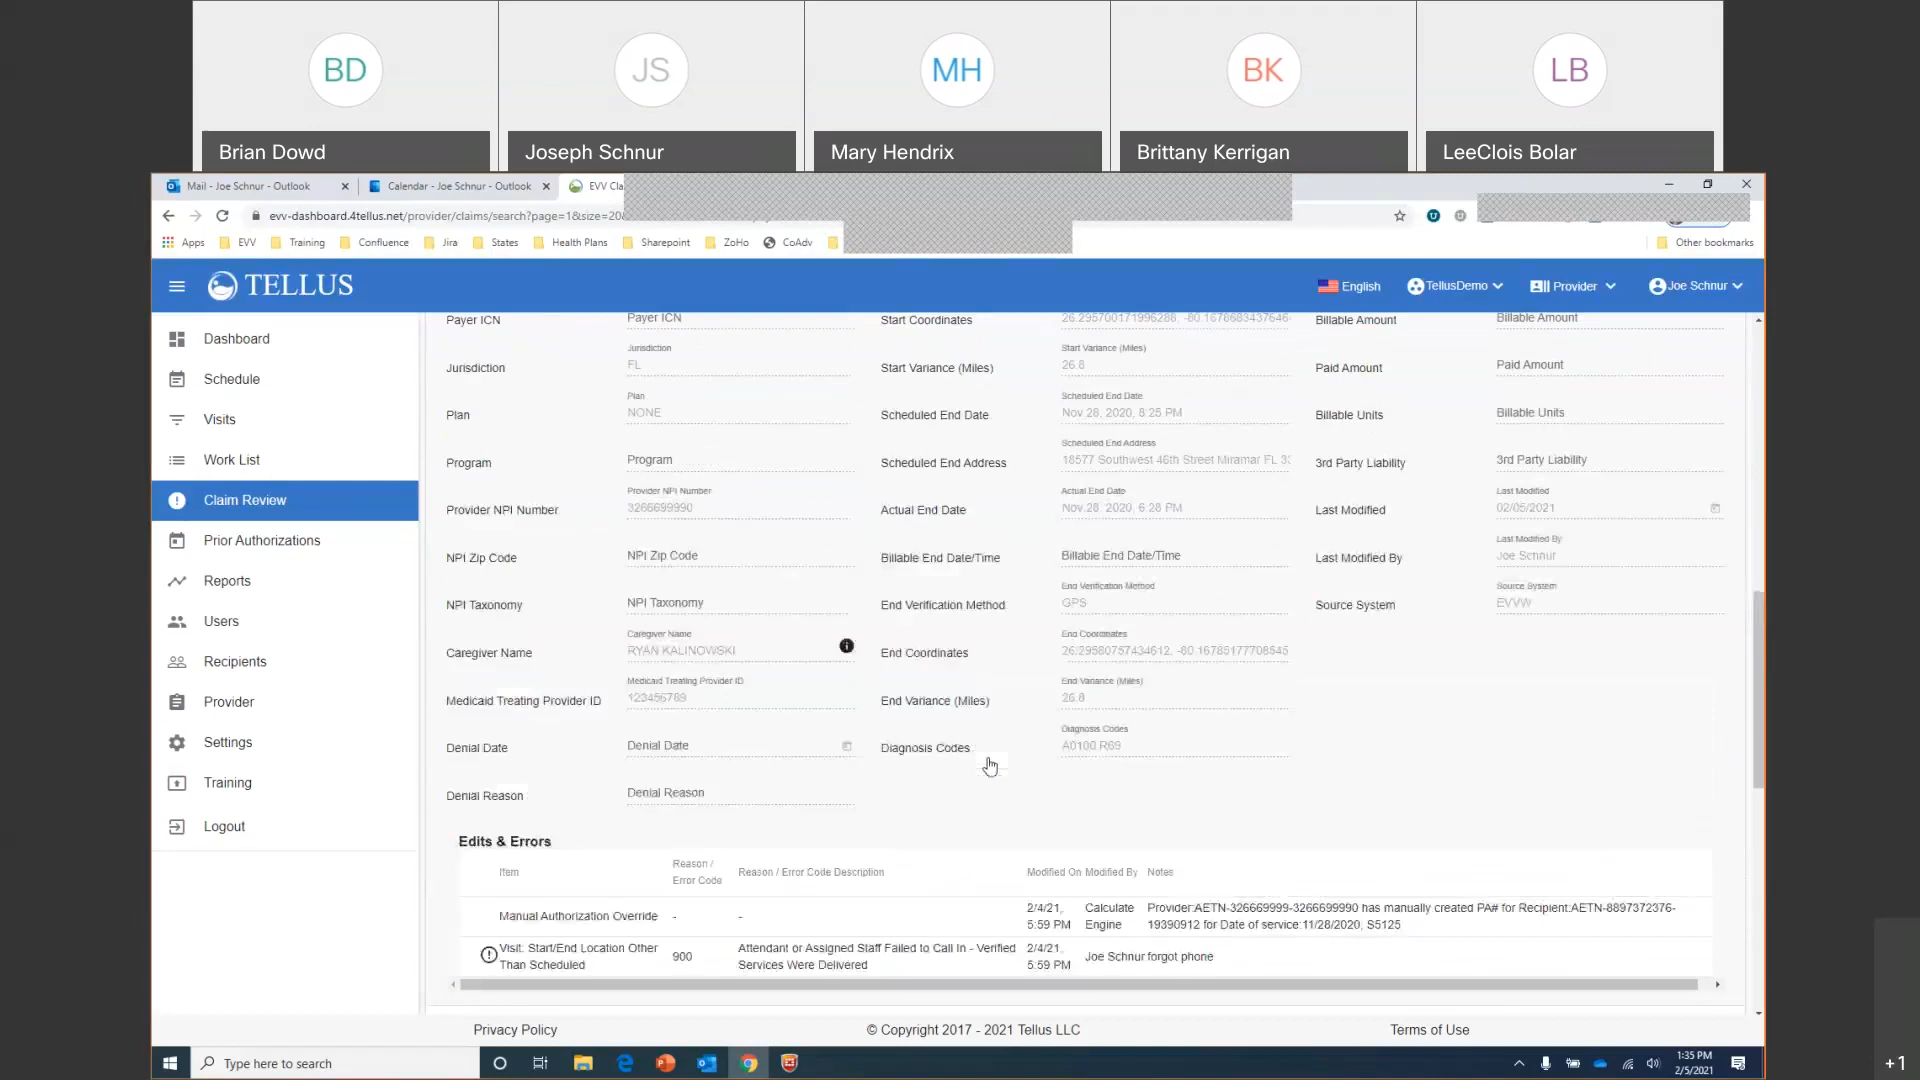 BD
JS
MH
BK
LB
Brian Dowd
Joseph Schnur
Mary Hendrix
Brittany Kerrigan
LeeClois Bolar
Mail - Joe Schnur - Outlook
Calendar - Joe Schnur - Outlook
EVV Cla
evv-dashboard.4tellus.net/provider/claims/search?page=1&size=20&
Apps
EVV
Training
Confluence
Jira
States
Health Plans
Sharepoint
ZoHo
CoAdv
Other bookmarks
TELLUS
English
TellusDemo
Provider
Joe Schnur
Dashboard
Schedule
Visits
Work List
Claim Review
Prior Authorizations
Reports
Users
Recipients
Provider
Settings
Training
Logout
Payer ICN
Payer ICN
Start Coordinates
26.295700171996288, -80.1678683437646
Billable Amount
Billable Amount
Jurisdiction
Jurisdiction
FL
Start Variance (Miles)
Start Variance (Miles)
26.8
Paid Amount
Paid Amount
Plan
Plan
NONE
Scheduled End Date
Scheduled End Date
Nov 28, 2020, 8:25 PM
Billable Units
Billable Units
Program
Program
Scheduled End Address
Scheduled End Address
18577 Southwest 46th Street Miramar FL 33
3rd Party Liability
3rd Party Liability
Provider NPI Number
Provider NPI Number
3266699990
Actual End Date
Actual End Date
Nov 28, 2020, 6:28 PM
Last Modified
Last Modified
02/05/2021
NPI Zip Code
NPI Zip Code
Billable End Date/Time
Billable End Date/Time
Last Modified By
Last Modified By
Joe Schnur
NPI Taxonomy
NPI Taxonomy
End Verification Method
End Verification Method
GPS
Source System
Source System
EVVW
Caregiver Name
Caregiver Name
RYAN KALINOWSKI
End Coordinates
End Coordinates
26.29580757434612, -80.16785177708545
Medicaid Treating Provider ID
Medicaid Treating Provider ID
123456789
End Variance (Miles)
End Variance (Miles)
26.8
Denial Date
Denial Date
Diagnosis Codes
Diagnosis Codes
A0100 R69
Denial Reason
Denial Reason
Edits & Errors
Item
Reason /
Error Code
Reason / Error Code Description
Modified On
Modified By
Notes
Manual Authorization Override
-
-
2/4/21,
5:59 PM
Calculate
Engine
Provider:AETN-326669999-3266699990 has manually created PA# for Recipient:AETN-8897372376-
19390912 for Date of service:11/28/2020, S5125
Visit: Start/End Location Other
Than Scheduled
900
Attendant or Assigned Staff Failed to Call In - Verified
Services Were Delivered
2/4/21,
5:59 PM
Joe Schnur
forgot phone
Privacy Policy
© Copyright 2017 - 2021 Tellus LLC
Terms of Use
Type here to search
1:35 PM
2/5/2021
+1